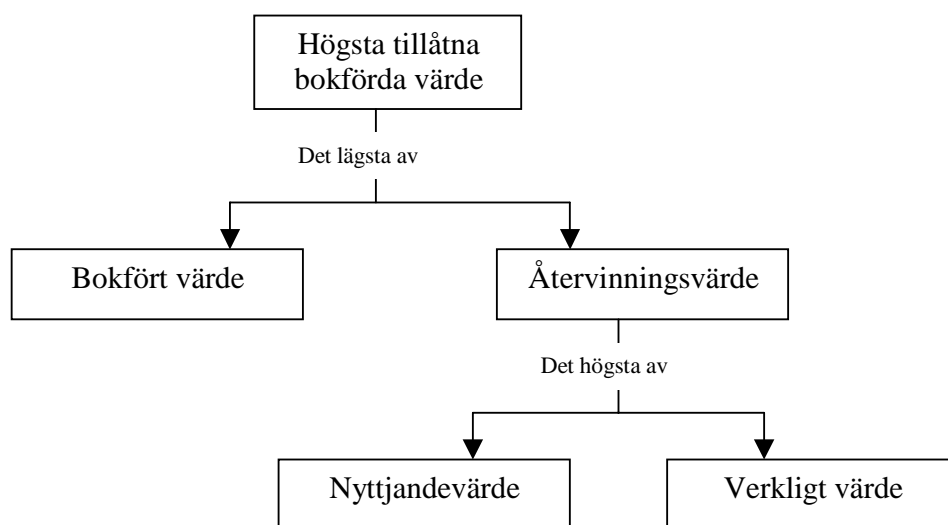 Högsta tillåtna
bokförda värde
Det lägsta av
Bokfört värde
Återvinningsvärde
Det högsta av
Nyttjandevärde
Verkligt värde